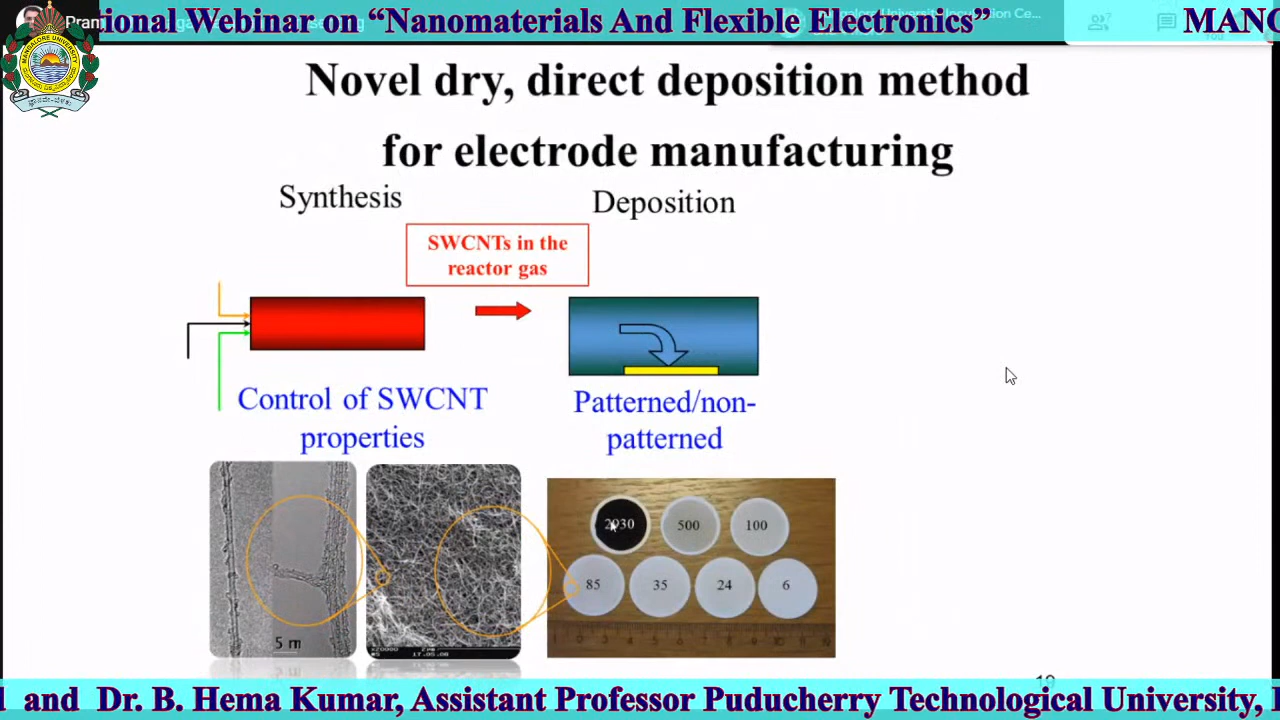 ional Webinar on “Nanomaterials And Flexible Electronics”
MANG
Pram
Novel dry, direct deposition method
for electrode manufacturing
Synthesis
Deposition
SWCNTs in the
reactor gas
Control of SWCNT
properties
Patterned/non-
patterned
5 m
2030 500 100
85 35 24 6
d and Dr. B. Hema Kumar, Assistant Professor Puducherry Technological University,